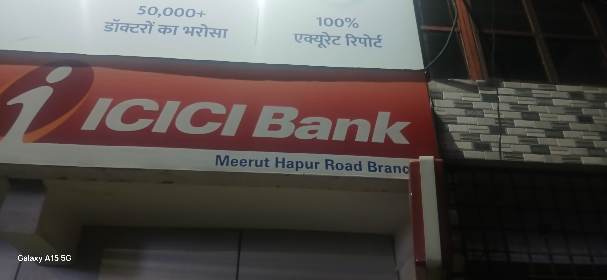 50,000+
डॉक्टरों का भरोसा
100%
एक्यूरेट रिपोर्ट
i ICICI Bank
Meerut Hapur Road Branc
Galaxy A15 5G